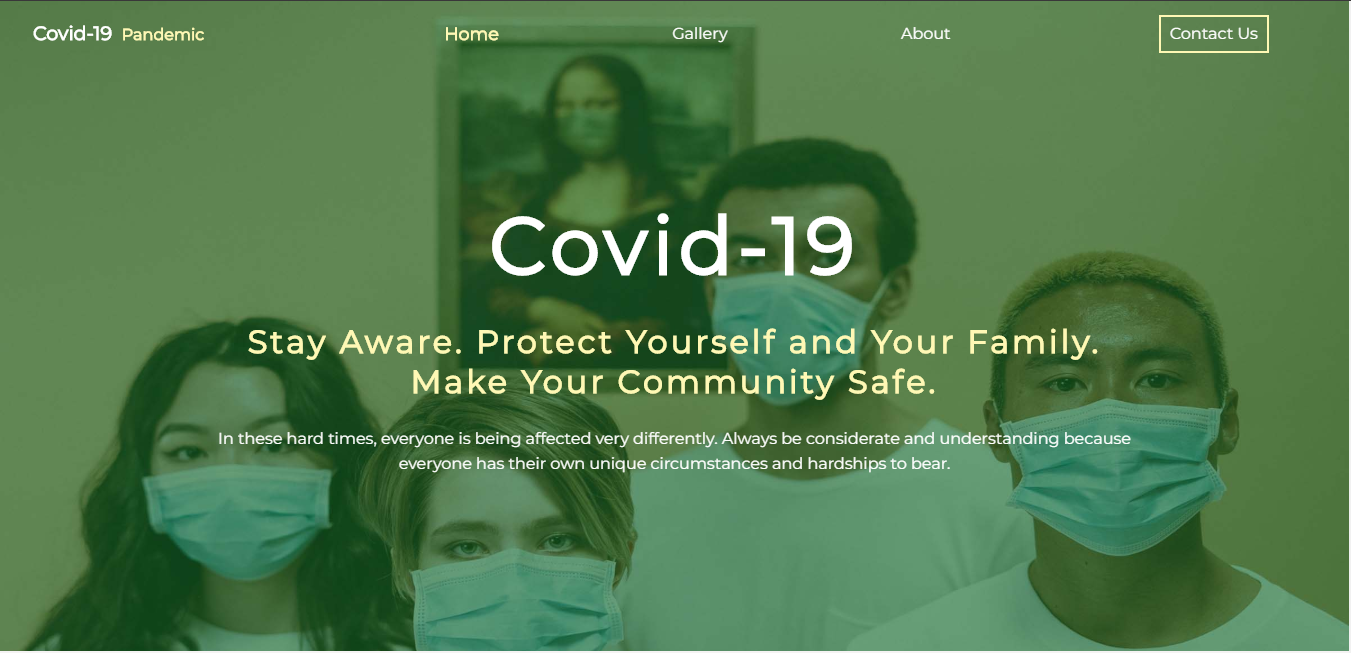 Covid-19 Pandemic Home Gallery About Contact Us
Covid-19
Stay Aware. Protect Yourself and Your Family.
Make Your Community Safe.
In these hard times, everyone is being affected very differently. Always be considerate and understanding because
everyone has their own unique circumstances and hardships to bear.